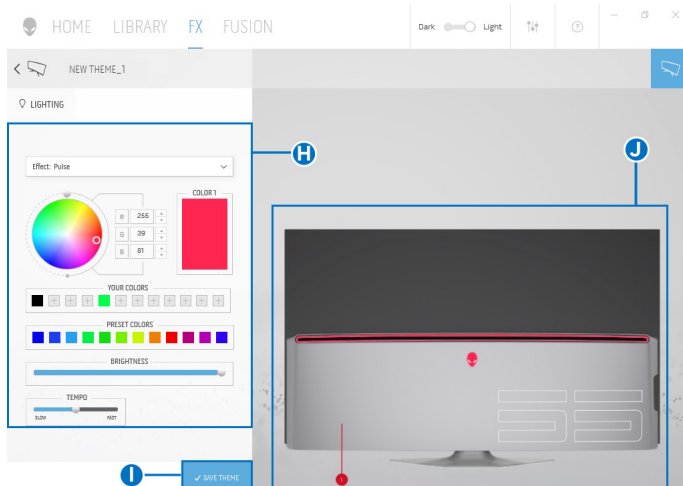 HOME LIBRARY FX FUSION Dark Light ?
NEW THEME_1
LIGHTING
H
J
Effect: Pulse
COLOR 1
R 255
G 39
B 81
YOUR COLORS
PRESET COLORS
BRIGHTNESS
TEMPO
SLOW FAST
55
1
I
SAVE THEME